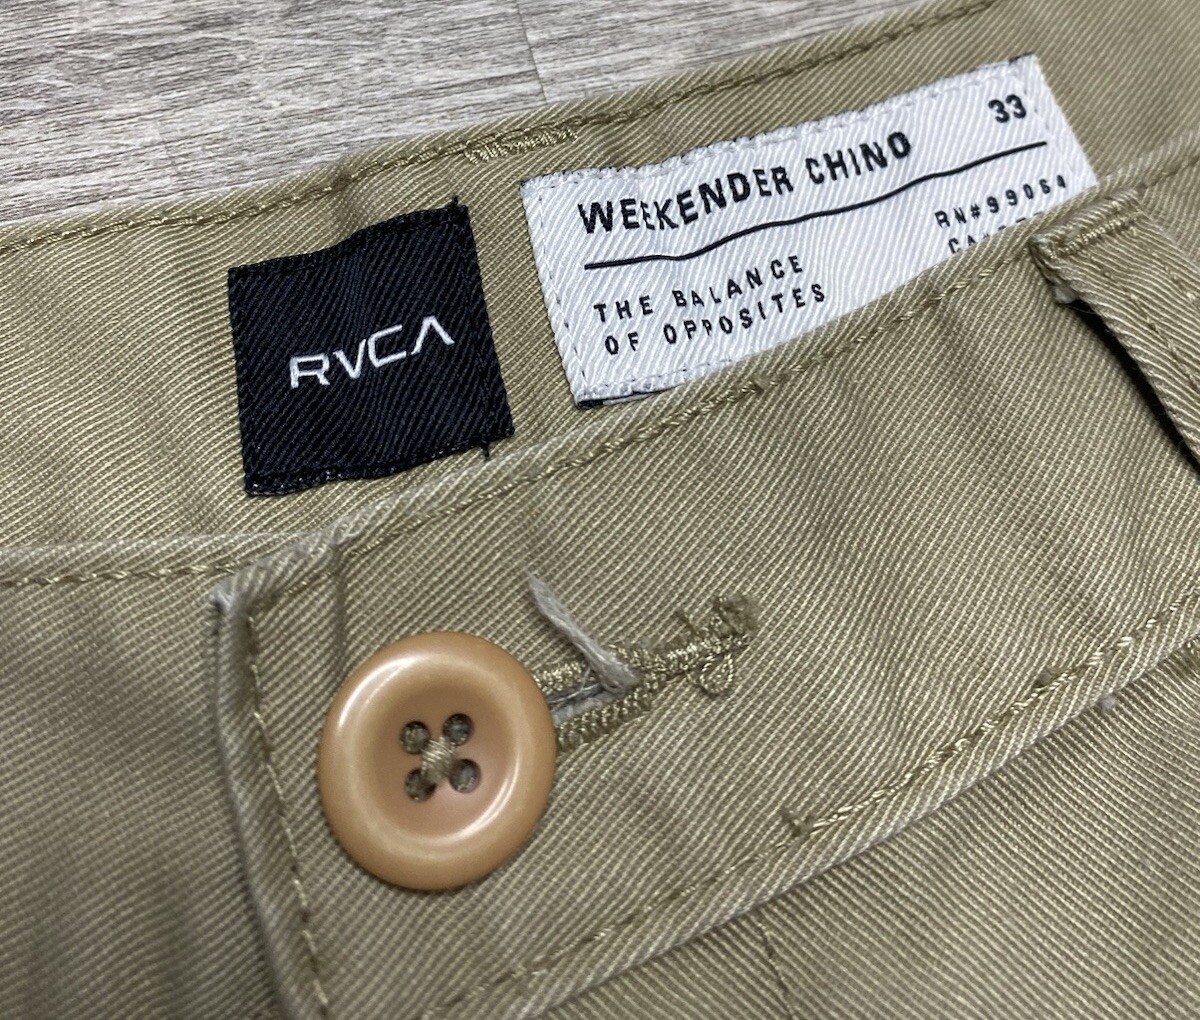 RVCA
WEEKENDER CHINO
33
THE BALANCE
OF OPPOSITES
RN#99064